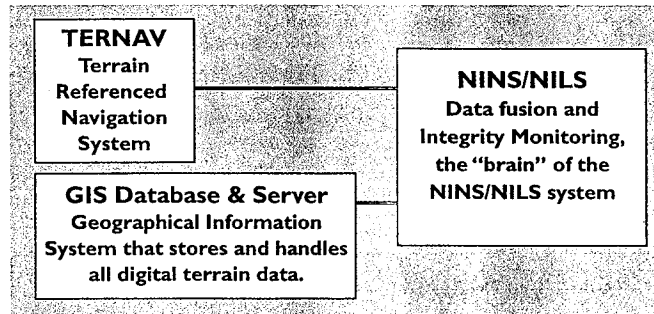 TERNAV
Terrain
Referenced
Navigation
System
GIS Database & Server
Geographical Information
System that stores and handles
all digital terrain data.
NINS/NILS
Data fusion and
Integrity Monitoring,
the “brain” of the
NINS/NILS system